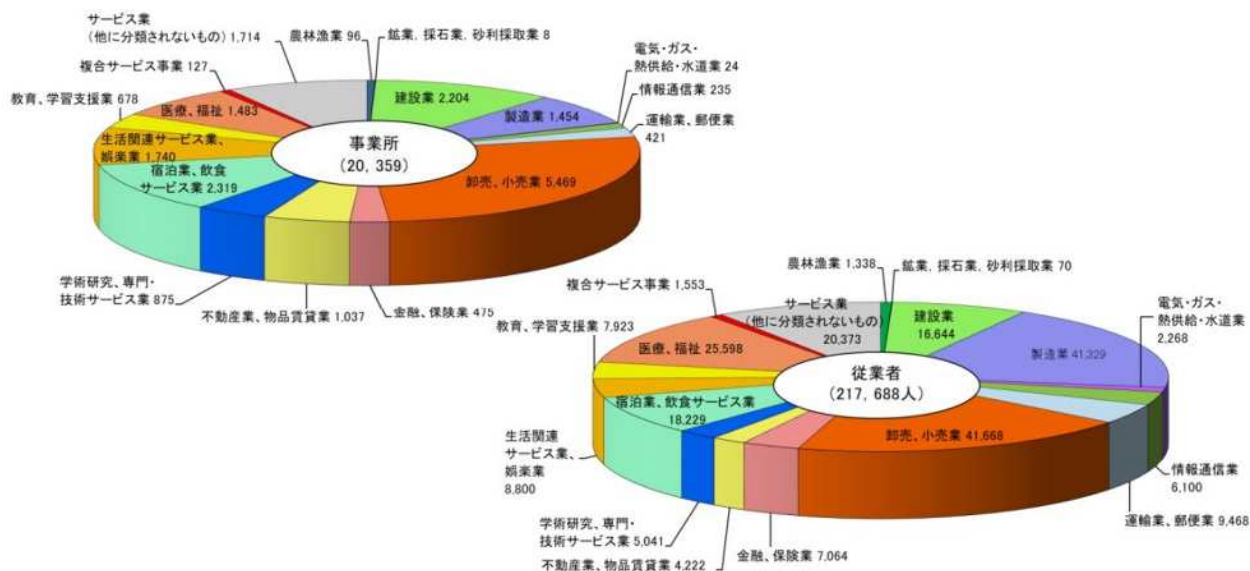 サービス業
(他に分類されないもの) 1,714
農林漁業 96
鉱業, 採石業, 砂利採取業 8
電気・ガス・
熱供給・水道業 24
複合サービス事業 127
情報通信業 235
教育、学習支援業 678
医療、福祉 1,483
建設業 2,204
製造業 1,454
運輸業、郵便業
421
生活関連サービス業、
娯楽業 1,740
事業所
(20, 359)
宿泊業、飲食
サービス業 2,319
卸売、小売業 5,469
学術研究、専門・
技術サービス業 875
不動産業、物品賃貸業 1,037
金融、保険業 475
農林漁業 1,338
鉱業, 採石業, 砂利採取業 70
複合サービス事業 1,553
サービス業
(他に分類されないもの)
20,373
建設業
16,644
電気・ガス・
熱供給・水道業
2,268
教育、学習支援業 7,923
医療、福祉 25,598
製造業 41,329
従業者
(217, 688人)
宿泊業、飲食サービス業
18,229
卸売、小売業 41,668
生活関連
サービス業、
娯楽業
8,800
情報通信業
6,100
運輸業、郵便業 9,468
学術研究、専門・
技術サービス業 5,041
不動産業、物品賃貸業 4,222
金融、保険業 7,064